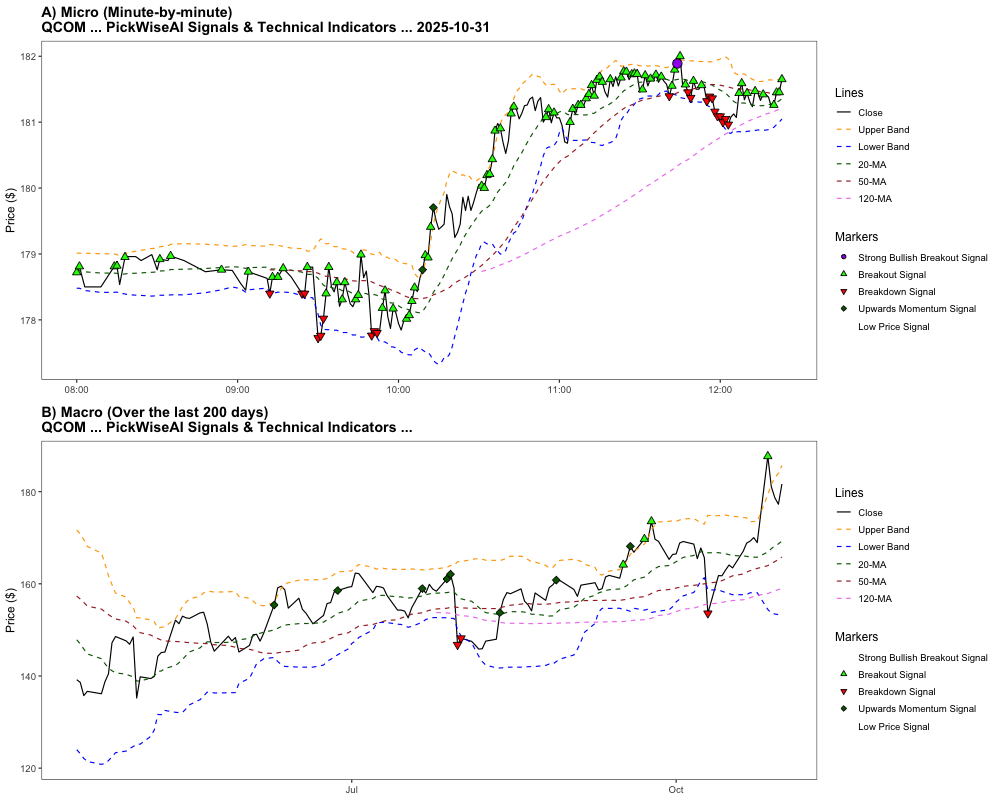 A) Micro (Minute-by-minute)
QCOM ... PickWiseAI Signals & Technical Indicators ... 2025-10-31
182
181
180
179
178
Price ($)
08:00
09:00
10:00
11:00
12:00
Lines
Close
Upper Band
Lower Band
20-MA
50-MA
120-MA
Markers
Strong Bullish Breakout Signal
Breakout Signal
Breakdown Signal
Upwards Momentum Signal
Low Price Signal
B) Macro (Over the last 200 days)
QCOM ... PickWiseAI Signals & Technical Indicators ...
180
160
140
120
Price ($)
Jul
Oct
Lines
Close
Upper Band
Lower Band
20-MA
50-MA
120-MA
Markers
Strong Bullish Breakout Signal
Breakout Signal
Breakdown Signal
Upwards Momentum Signal
Low Price Signal